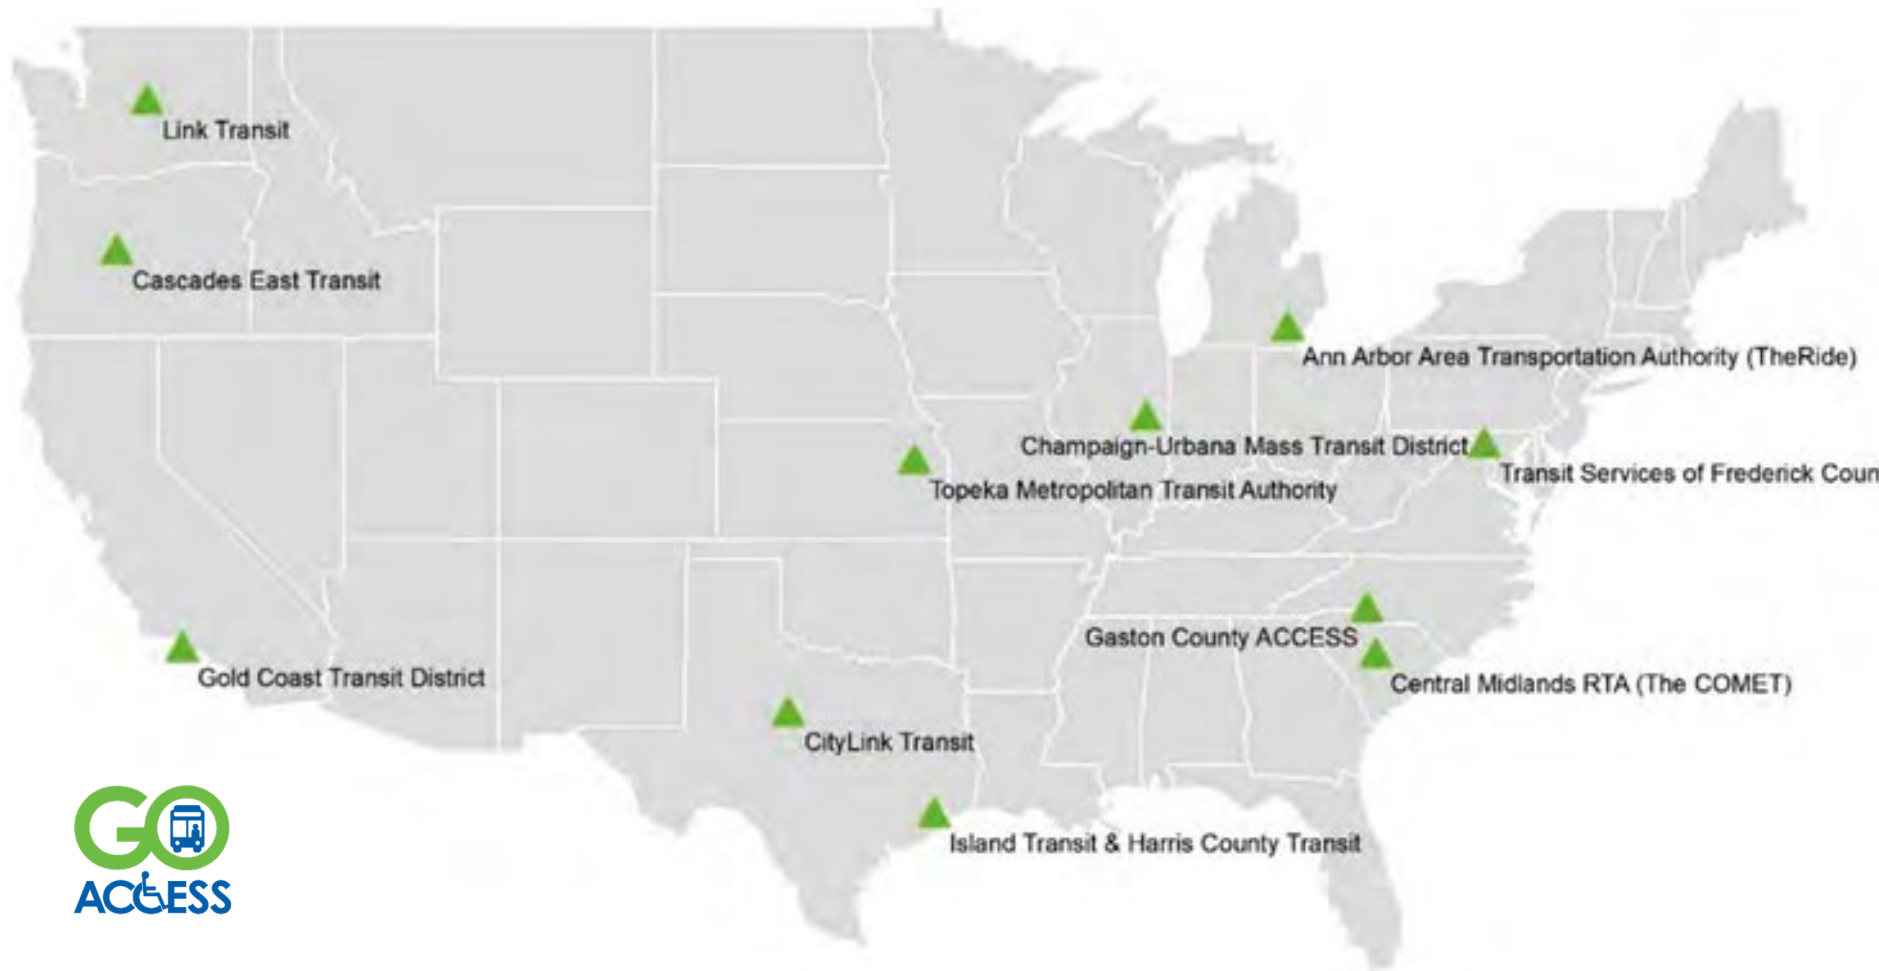 Link Transit
Cascades East Transit
Ann Arbor Area Transportation Authority (TheRide)
Champaign-Urbana Mass Transit District
Transit Services of Frederick Coun
Topeka Metropolitan Transit Authority
Gaston County ACCESS
Gold Coast Transit District
Central Midlands RTA (The COMET)
CityLink Transit
Island Transit & Harris County Transit
GO
ACCESS